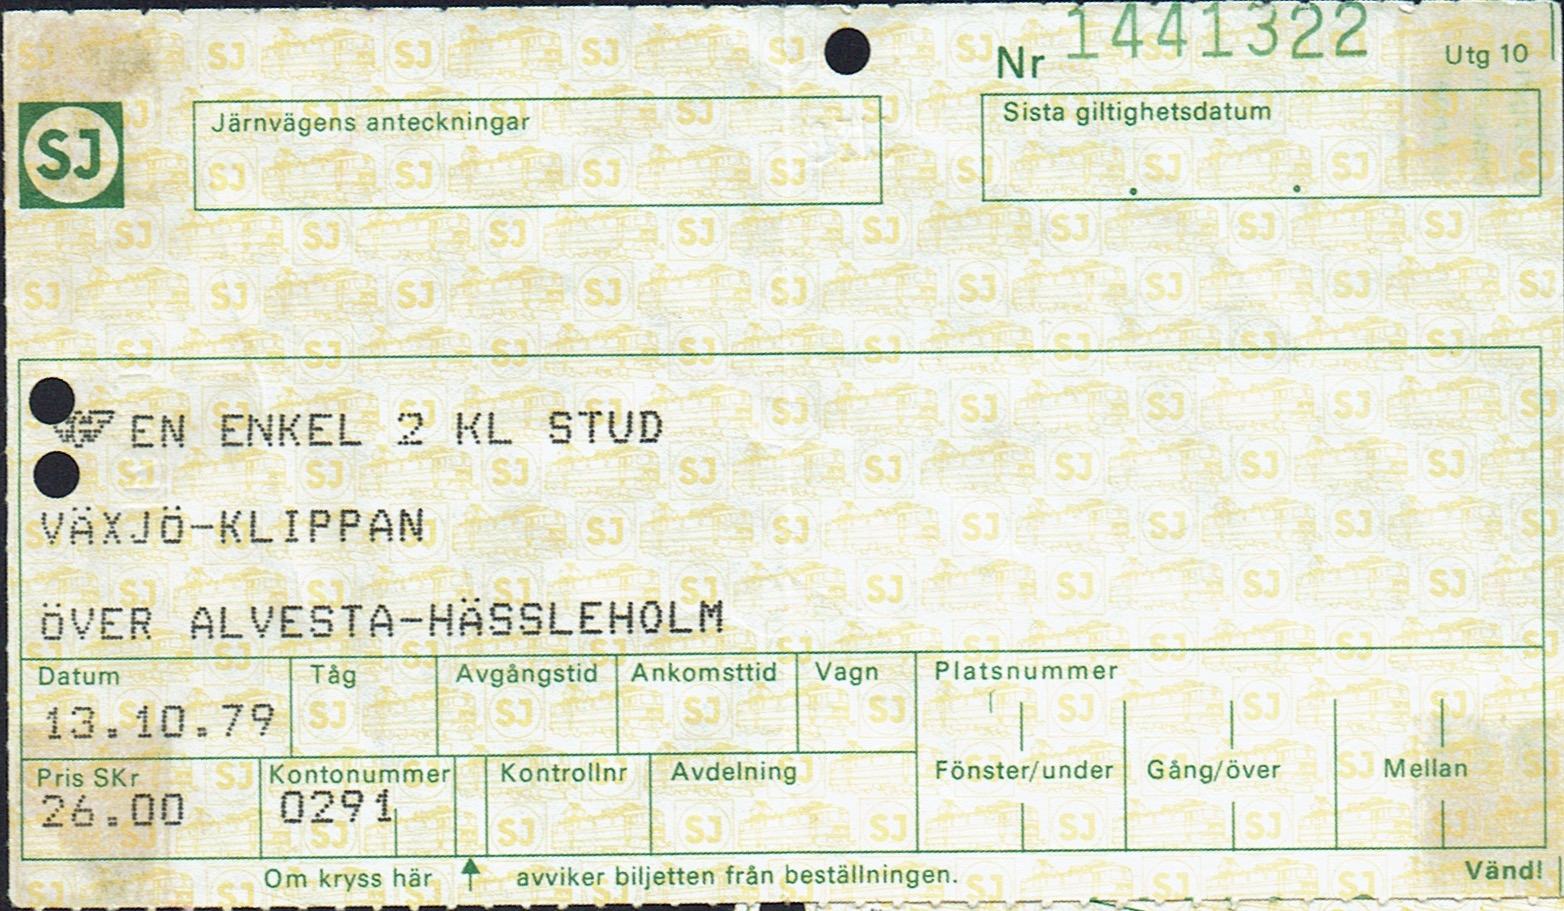 Nr 1441322 Utg 10
SJ
Järnvägens anteckningar
Sista giltighetsdatum
EN ENKEL 2 KL STUD
VÄXJÖ-KLIPPAN
ÖVER ALVESTA-HÄSSLEHOLM
Datum Tåg Avgångstid Ankomsttid Vagn Platsnummer
13.10.79
Fönster/under Gång/över Mellan
Pris SKr Kontonummer Kontrollnr Avdelning
26.00 0291
Om kryss här avviker biljetten från beställningen.
Vänd!